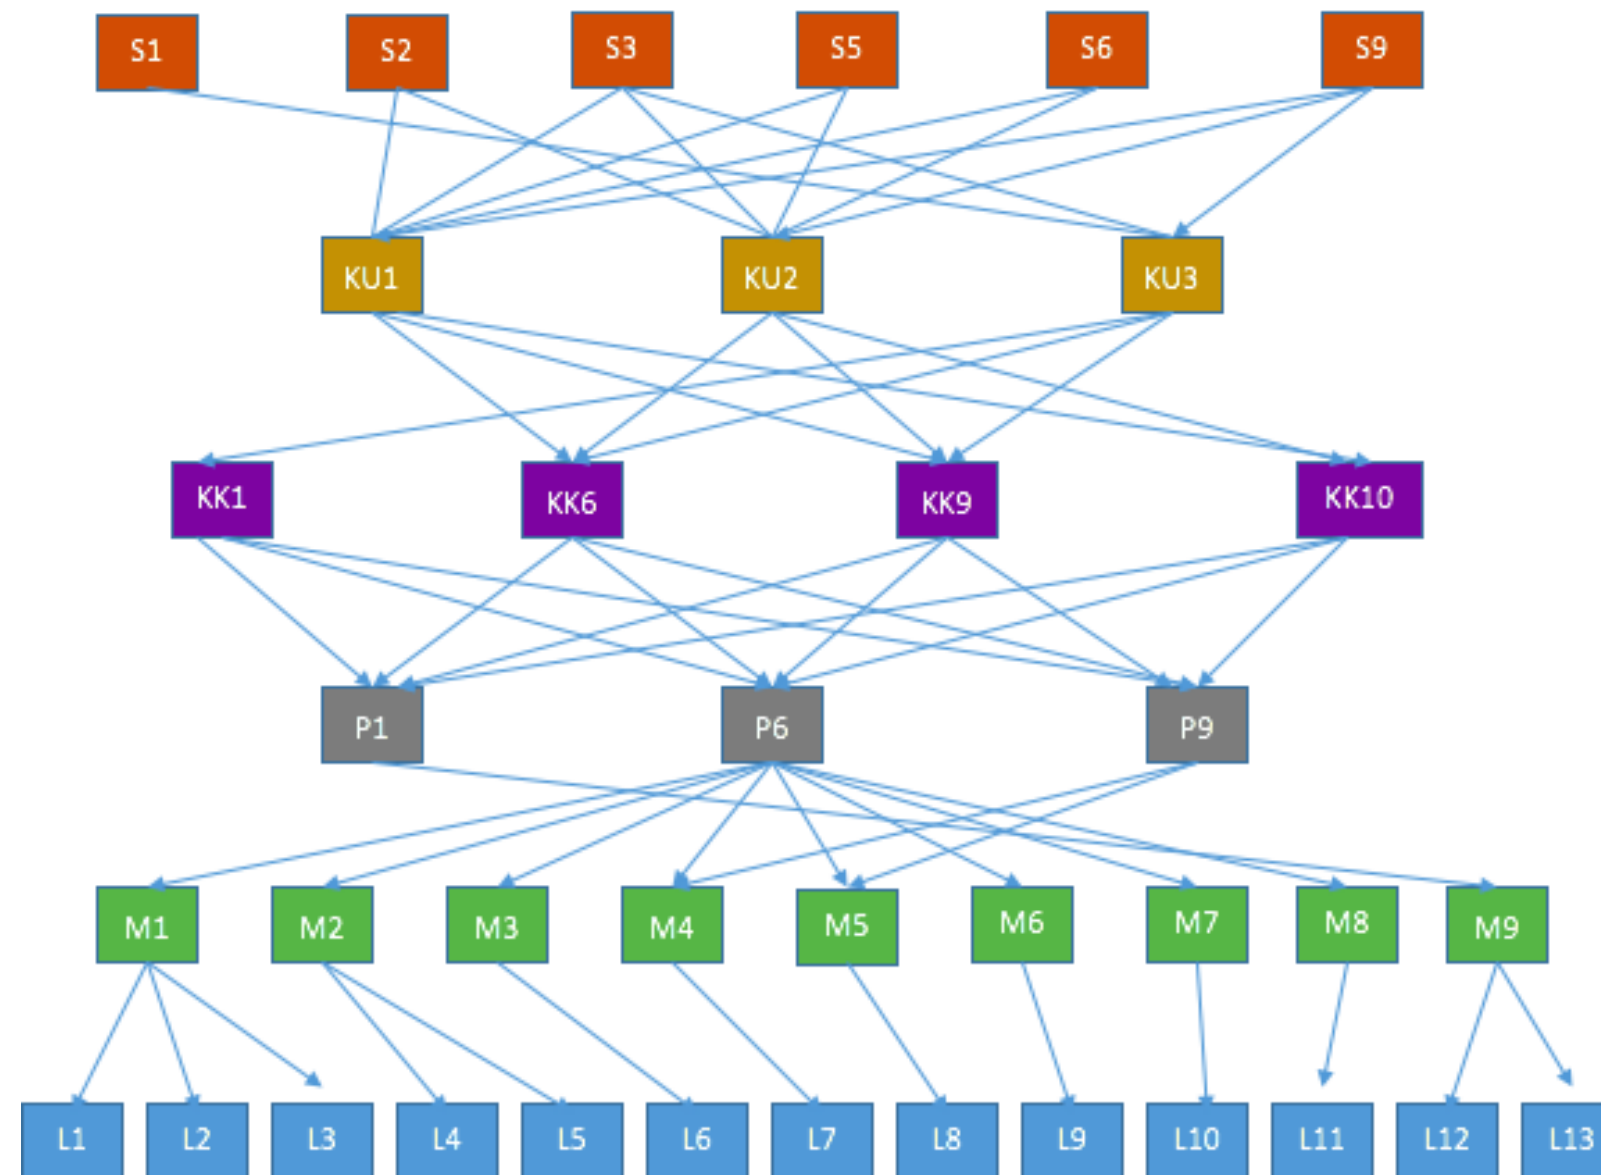 S1 S2 S3 S5 S6 S9
KU1 KU2 KU3
KK1 KK6 KK9 KK10
P1 P6 P9
M1 M2 M3 M4 M5 M6 M7 M8 M9
L1 L2 L3 L4 L5 L6 L7 L8 L9 L10 L11 L12 L13